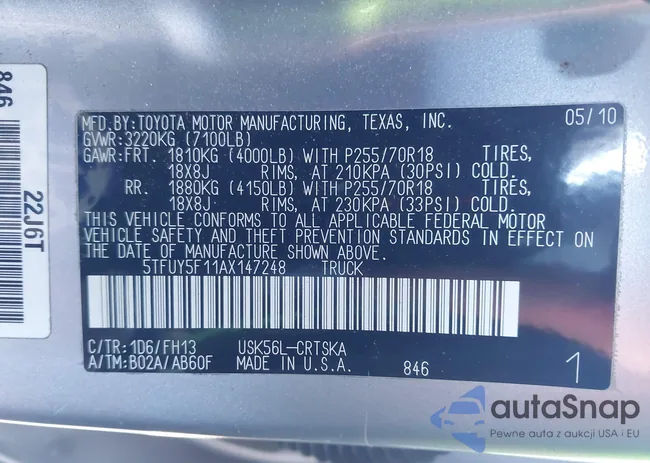 MFD.BY:TOYOTA MOTOR MANUFACTURING, TEXAS, INC. 05/10
GVWR:3220KG (7100LB)
GAWR:FRT. 1810KG (4000LB) WITH P255/70R18 TIRES,
18X8J RIMS, AT 210KPA (30PSI) COLD.
RR. 1880KG (4150LB) WITH P255/70R18 TIRES,
18X8J RIMS, AT 230KPA (33PSI) COLD.
THIS VEHICLE CONFORMS TO ALL APPLICABLE FEDERAL MOTOR
VEHICLE SAFETY AND THEFT PREVENTION STANDARDS IN EFFECT ON
THE DATE OF MANUFACTURE SHOWN ABOVE.
5TFUY5F11AX147248 TRUCK
C/TR:1D6/FH13 USK56L-CRTSKA
A/TM:B02A/AB60F MADE IN U.S.A. 846 1
846
22J6T
autaSnap
Pewne auta z aukcji USA i EU